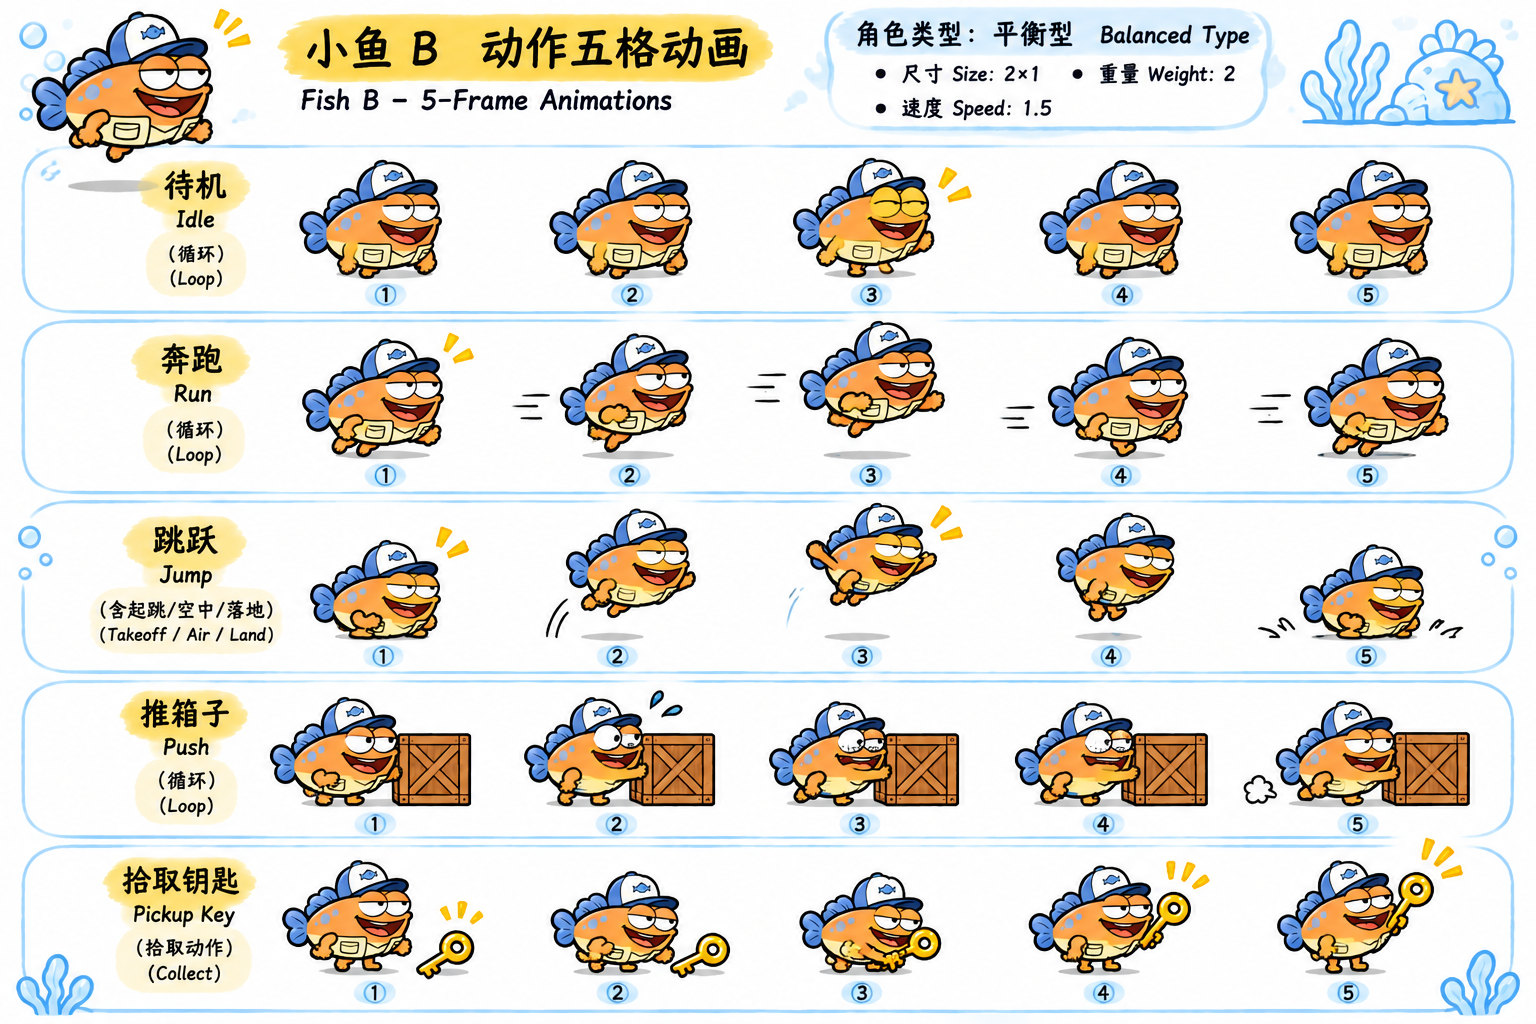 小鱼 B 动作五格动画
Fish B - 5-Frame Animations
角色类型: 平衡型 Balanced Type
• 尺寸 Size: 2×1 • 重量 Weight: 2
• 速度 Speed: 1.5
待机
Idle
(循环)
(Loop)
① ② ③ ④ ⑤
奔跑
Run
(循环)
(Loop)
① ② ③ ④ ⑤
跳跃
Jump
(含起跳/空中/落地)
(Takeoff / Air / Land)
① ② ③ ④ ⑤
推箱子
Push
(循环)
(Loop)
① ② ③ ④ ⑤
拾取钥匙
Pickup Key
(拾取动作)
(Collect)
① ② ③ ④ ⑤